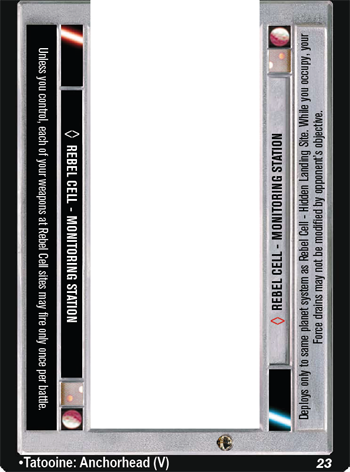 Unless you control, each of your weapons at Rebel Cell sites may fire only once per battle.
◇ REBEL CELL - MONITORING STATION
◇ REBEL CELL - MONITORING STATION
Deploys only to same planet system as Rebel Cell - Hidden Landing Site. While you occupy, your
Force drains may not be modified by opponent's objective.
•Tatooine: Anchorhead (V)
23